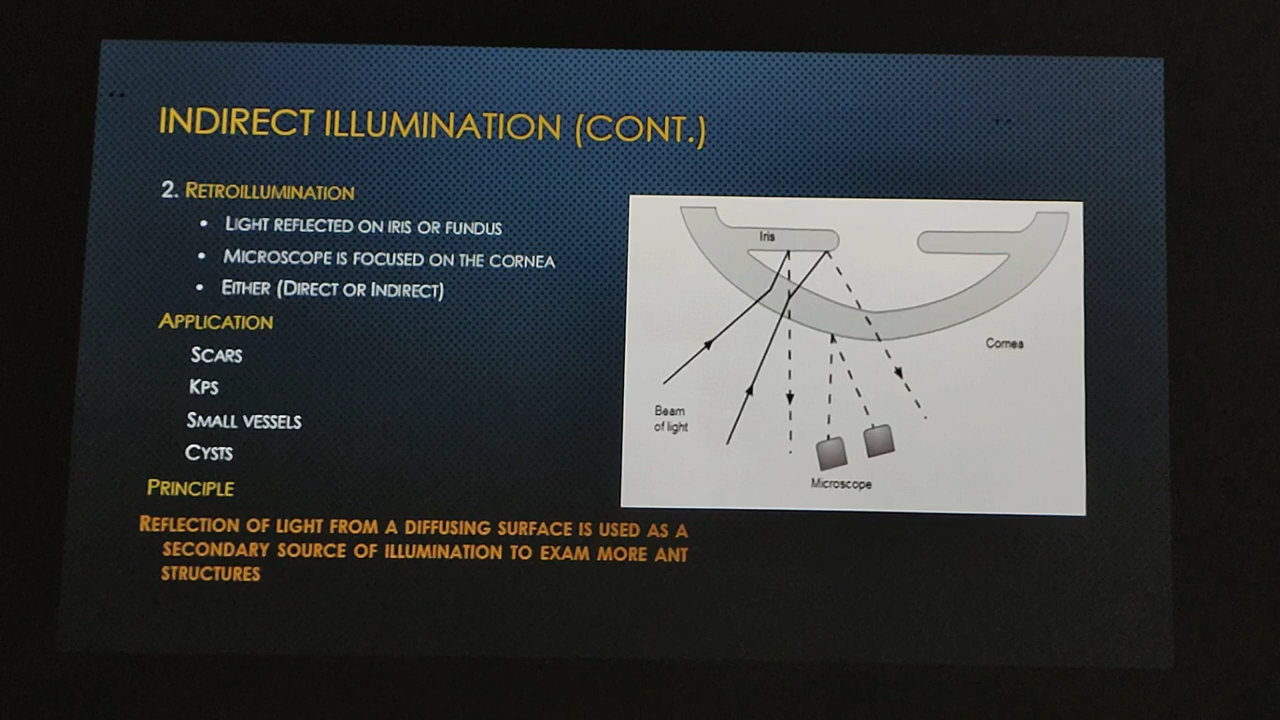 INDIRECT ILLUMINATION (CONT.)
2. RETROILLUMINATION
• LIGHT REFLECTED ON IRIS OR FUNDUS
• MICROSCOPE IS FOCUSED ON THE CORNEA
• EITHER (DIRECT OR INDIRECT)
APPLICATION
SCARS
KPS
SMALL VESSELS
CYSTS
PRINCIPLE
REFLECTION OF LIGHT FROM A DIFFUSING SURFACE IS USED AS A
SECONDARY SOURCE OF ILLUMINATION TO EXAM MORE ANT
STRUCTURES
Iris
Cornea
Beam
of light
Microscope